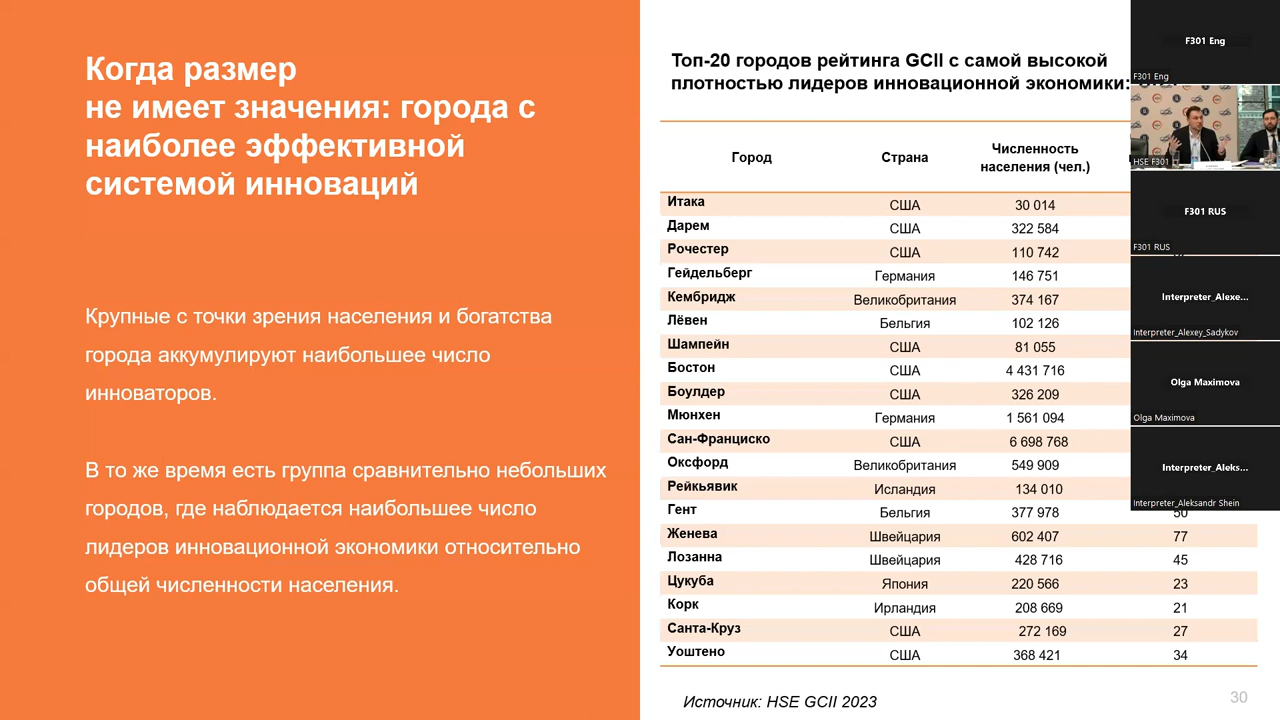 Когда размер
не имеет значения: города с
наиболее эффективной
системой инноваций
Крупные с точки зрения населения и богатства
города аккумулируют наибольшее число
инноваторов.
В то же время есть группа сравнительно небольших
городов, где наблюдается наибольшее число
лидеров инновационной экономики относительно
общей численности населения.
Топ-20 городов рейтинга GCII с самой высокой
плотностью лидеров инновационной экономики:
Город Страна Численность
населения (чел.)
Итака США 30 014
Дарем США 322 584
Рочестер США 110 742
Гейдельберг Германия 146 751
Кембридж Великобритания 374 167
Лёвен Бельгия 102 126
Шампейн США 81 055
Бостон США 4 431 716
Боулдер США 326 209
Мюнхен Германия 1 561 094
Сан-Франциско США 6 698 768
Оксфорд Великобритания 549 909
Рейкьявик Исландия 134 010
Гент Бельгия 377 978 50
Женева Швейцария 602 407 77
Лозанна Швейцария 428 716 45
Цукуба Япония 220 566 23
Корк Ирландия 208 669 21
Санта-Круз США 272 169 27
Уоштено США 368 421 34
Источник: HSE GCII 2023
30
F301 Eng
F301 Eng
HSE F301
F301 RUS
F301 RUS
Interpreter_Alexe...
Interpreter_Alexey_Sadykov
Olga Maximova
Olga Maximova
Interpreter_Aleks...
Interpreter_Aleksandr Shein